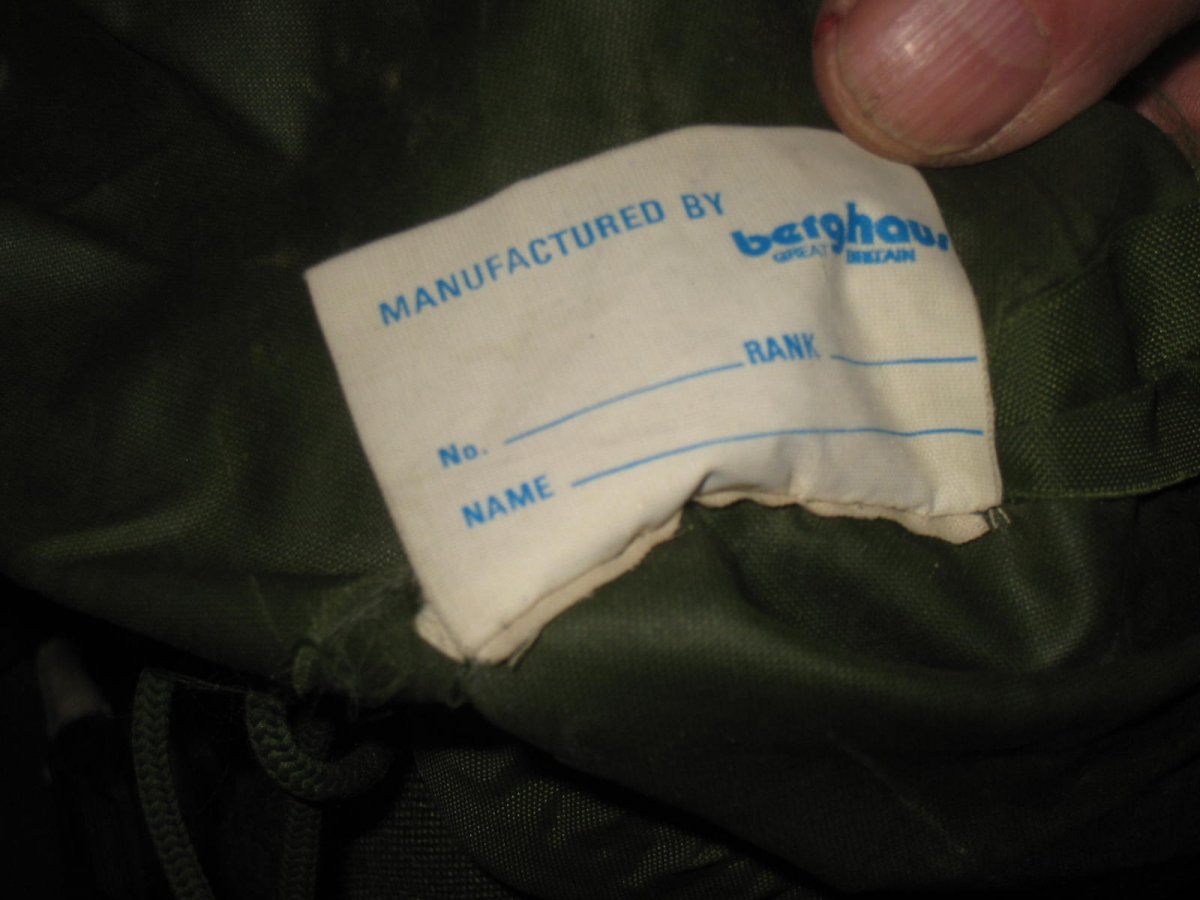 MANUFACTURED BY berghaus
GREAT BRITAIN
No. RANK
NAME